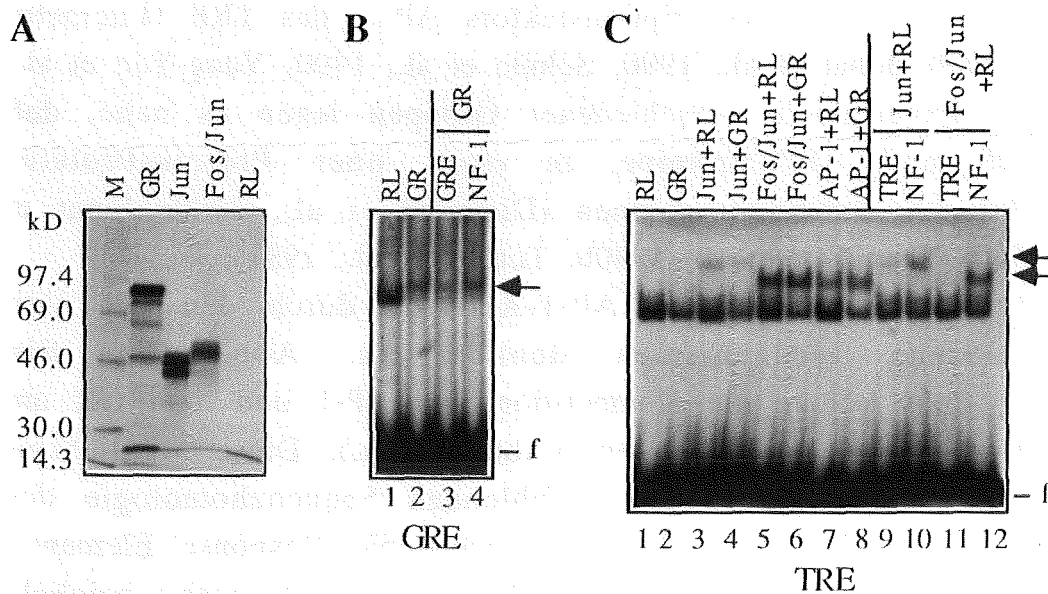 A
B
C
M
GR
Jun
Fos/Jun
RL
kD
97.4
69.0
46.0
30.0
14.3
GR
RL
GR
GRE
NF-1
f
1 2 3 4
GRE
Jun+RL
Fos/Jun
+RL
RL
GR
Jun+RL
Jun+GR
Fos/Jun+RL
Fos/Jun+GR
AP-1+RL
AP-1+GR
TRE
NF-1
TRE
NF-1
f
1 2 3 4 5 6 7 8 9 10 11 12
TRE